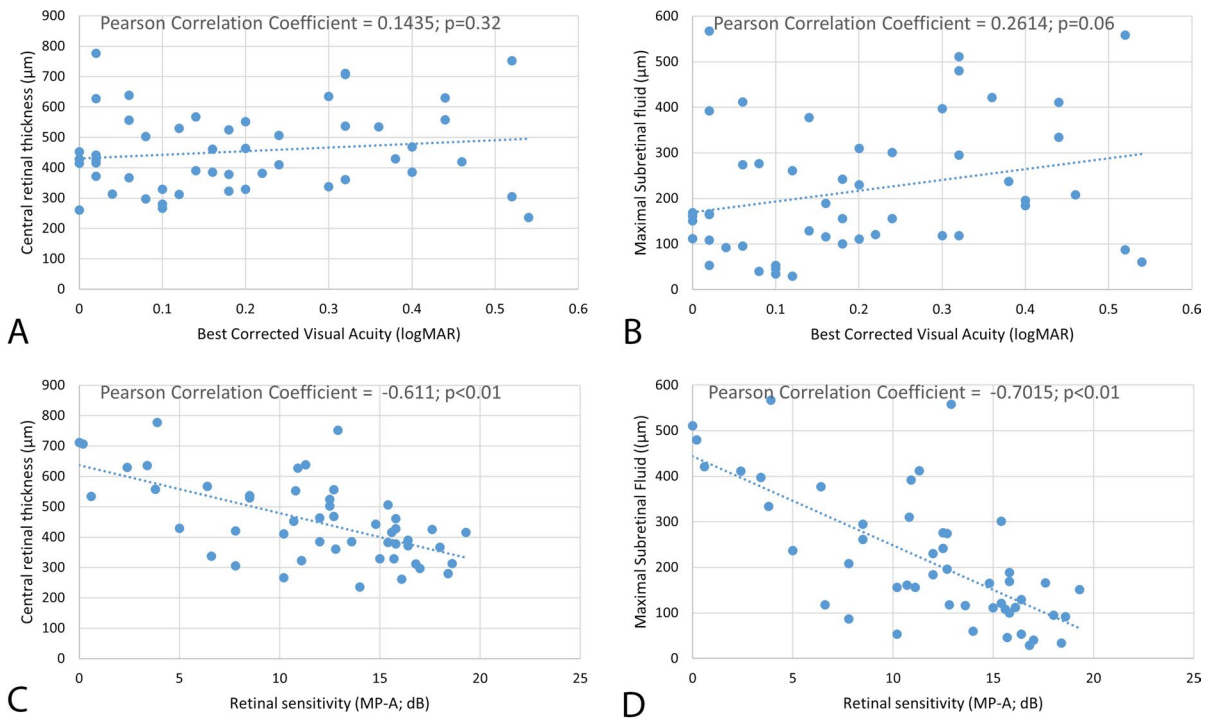 Pearson Correlation Coefficient = 0.1435; p=0.32
Central retinal thickness (µm)
900
800
700
600
500
400
300
200
100
0
0 0.1 0.2 0.3 0.4 0.5 0.6
Best Corrected Visual Acuity (logMAR)
A
Pearson Correlation Coefficient = 0.2614; p=0.06
Maximal Subretinal fluid (µm)
600
500
400
300
200
100
0
0 0.1 0.2 0.3 0.4 0.5 0.6
Best Corrected Visual Acuity (logMAR)
B
Pearson Correlation Coefficient = -0.611; p<0.01
Central retinal thickness (µm)
900
800
700
600
500
400
300
200
100
0
0 5 10 15 20 25
Retinal sensitivity (MP-A; dB)
C
Pearson Correlation Coefficient = -0.7015; p<0.01
Maximal Subretinal Fluid ((µm)
600
500
400
300
200
100
0
0 5 10 15 20 25
Retinal sensitivity (MP-A; dB)
D